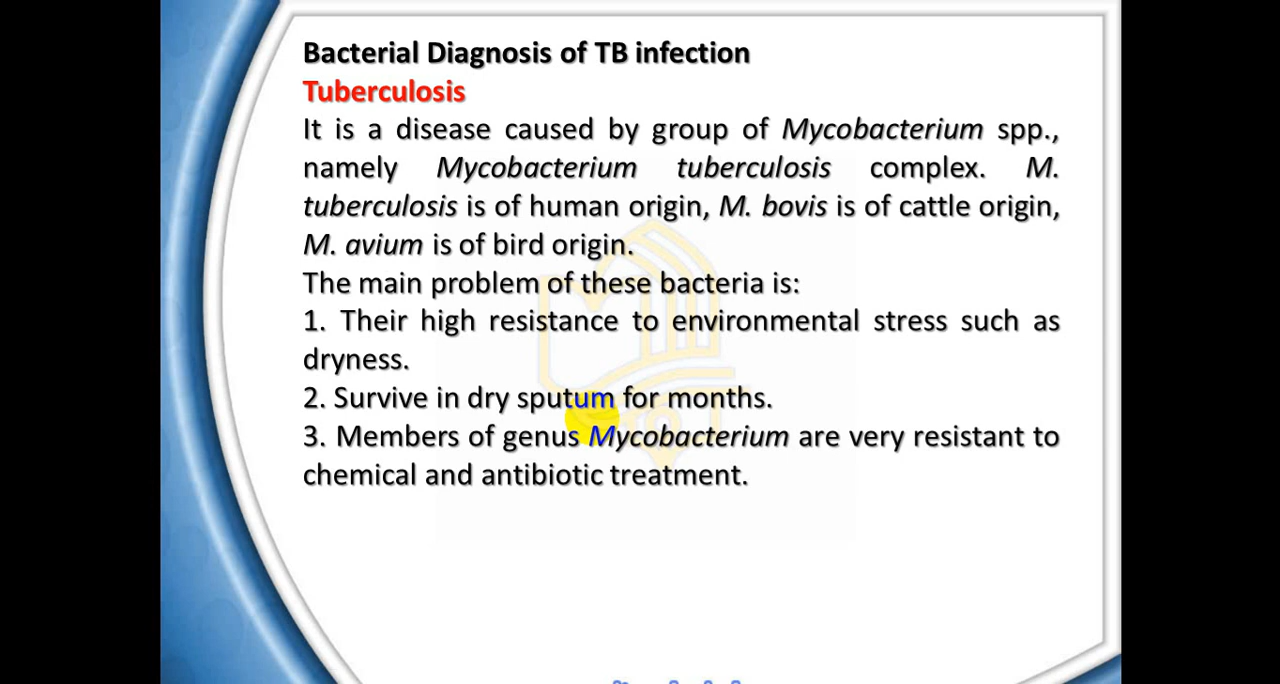 Bacterial Diagnosis of TB infection
Tuberculosis
It is a disease caused by group of Mycobacterium spp.,
namely Mycobacterium tuberculosis complex. M.
tuberculosis is of human origin, M. bovis is of cattle origin,
M. avium is of bird origin.
The main problem of these bacteria is:
1. Their high resistance to environmental stress such as
dryness.
2. Survive in dry sputum for months.
3. Members of genus Mycobacterium are very resistant to
chemical and antibiotic treatment.